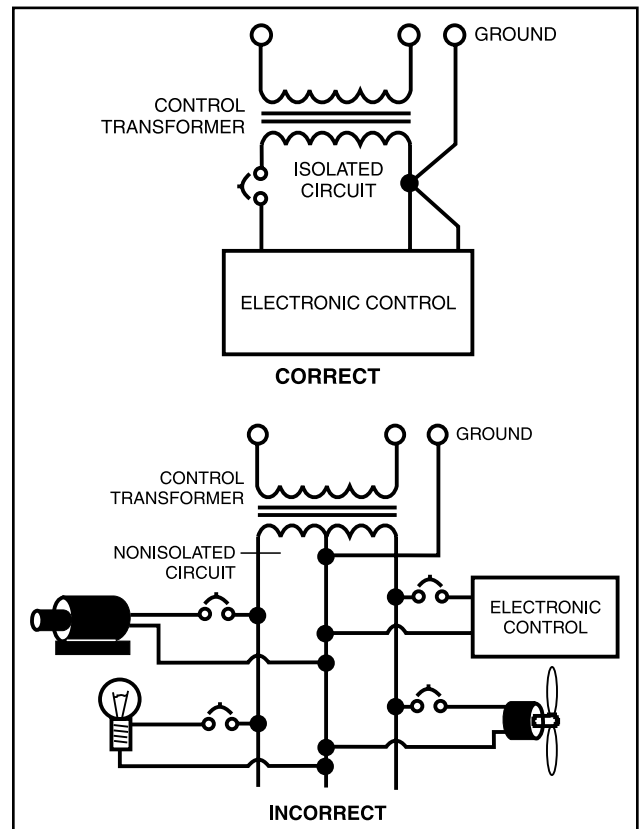 GROUND
CONTROL
TRANSFORMER
ISOLATED
CIRCUIT
ELECTRONIC CONTROL
CORRECT
GROUND
CONTROL
TRANSFORMER
NONISOLATED
CIRCUIT
ELECTRONIC
CONTROL
INCORRECT